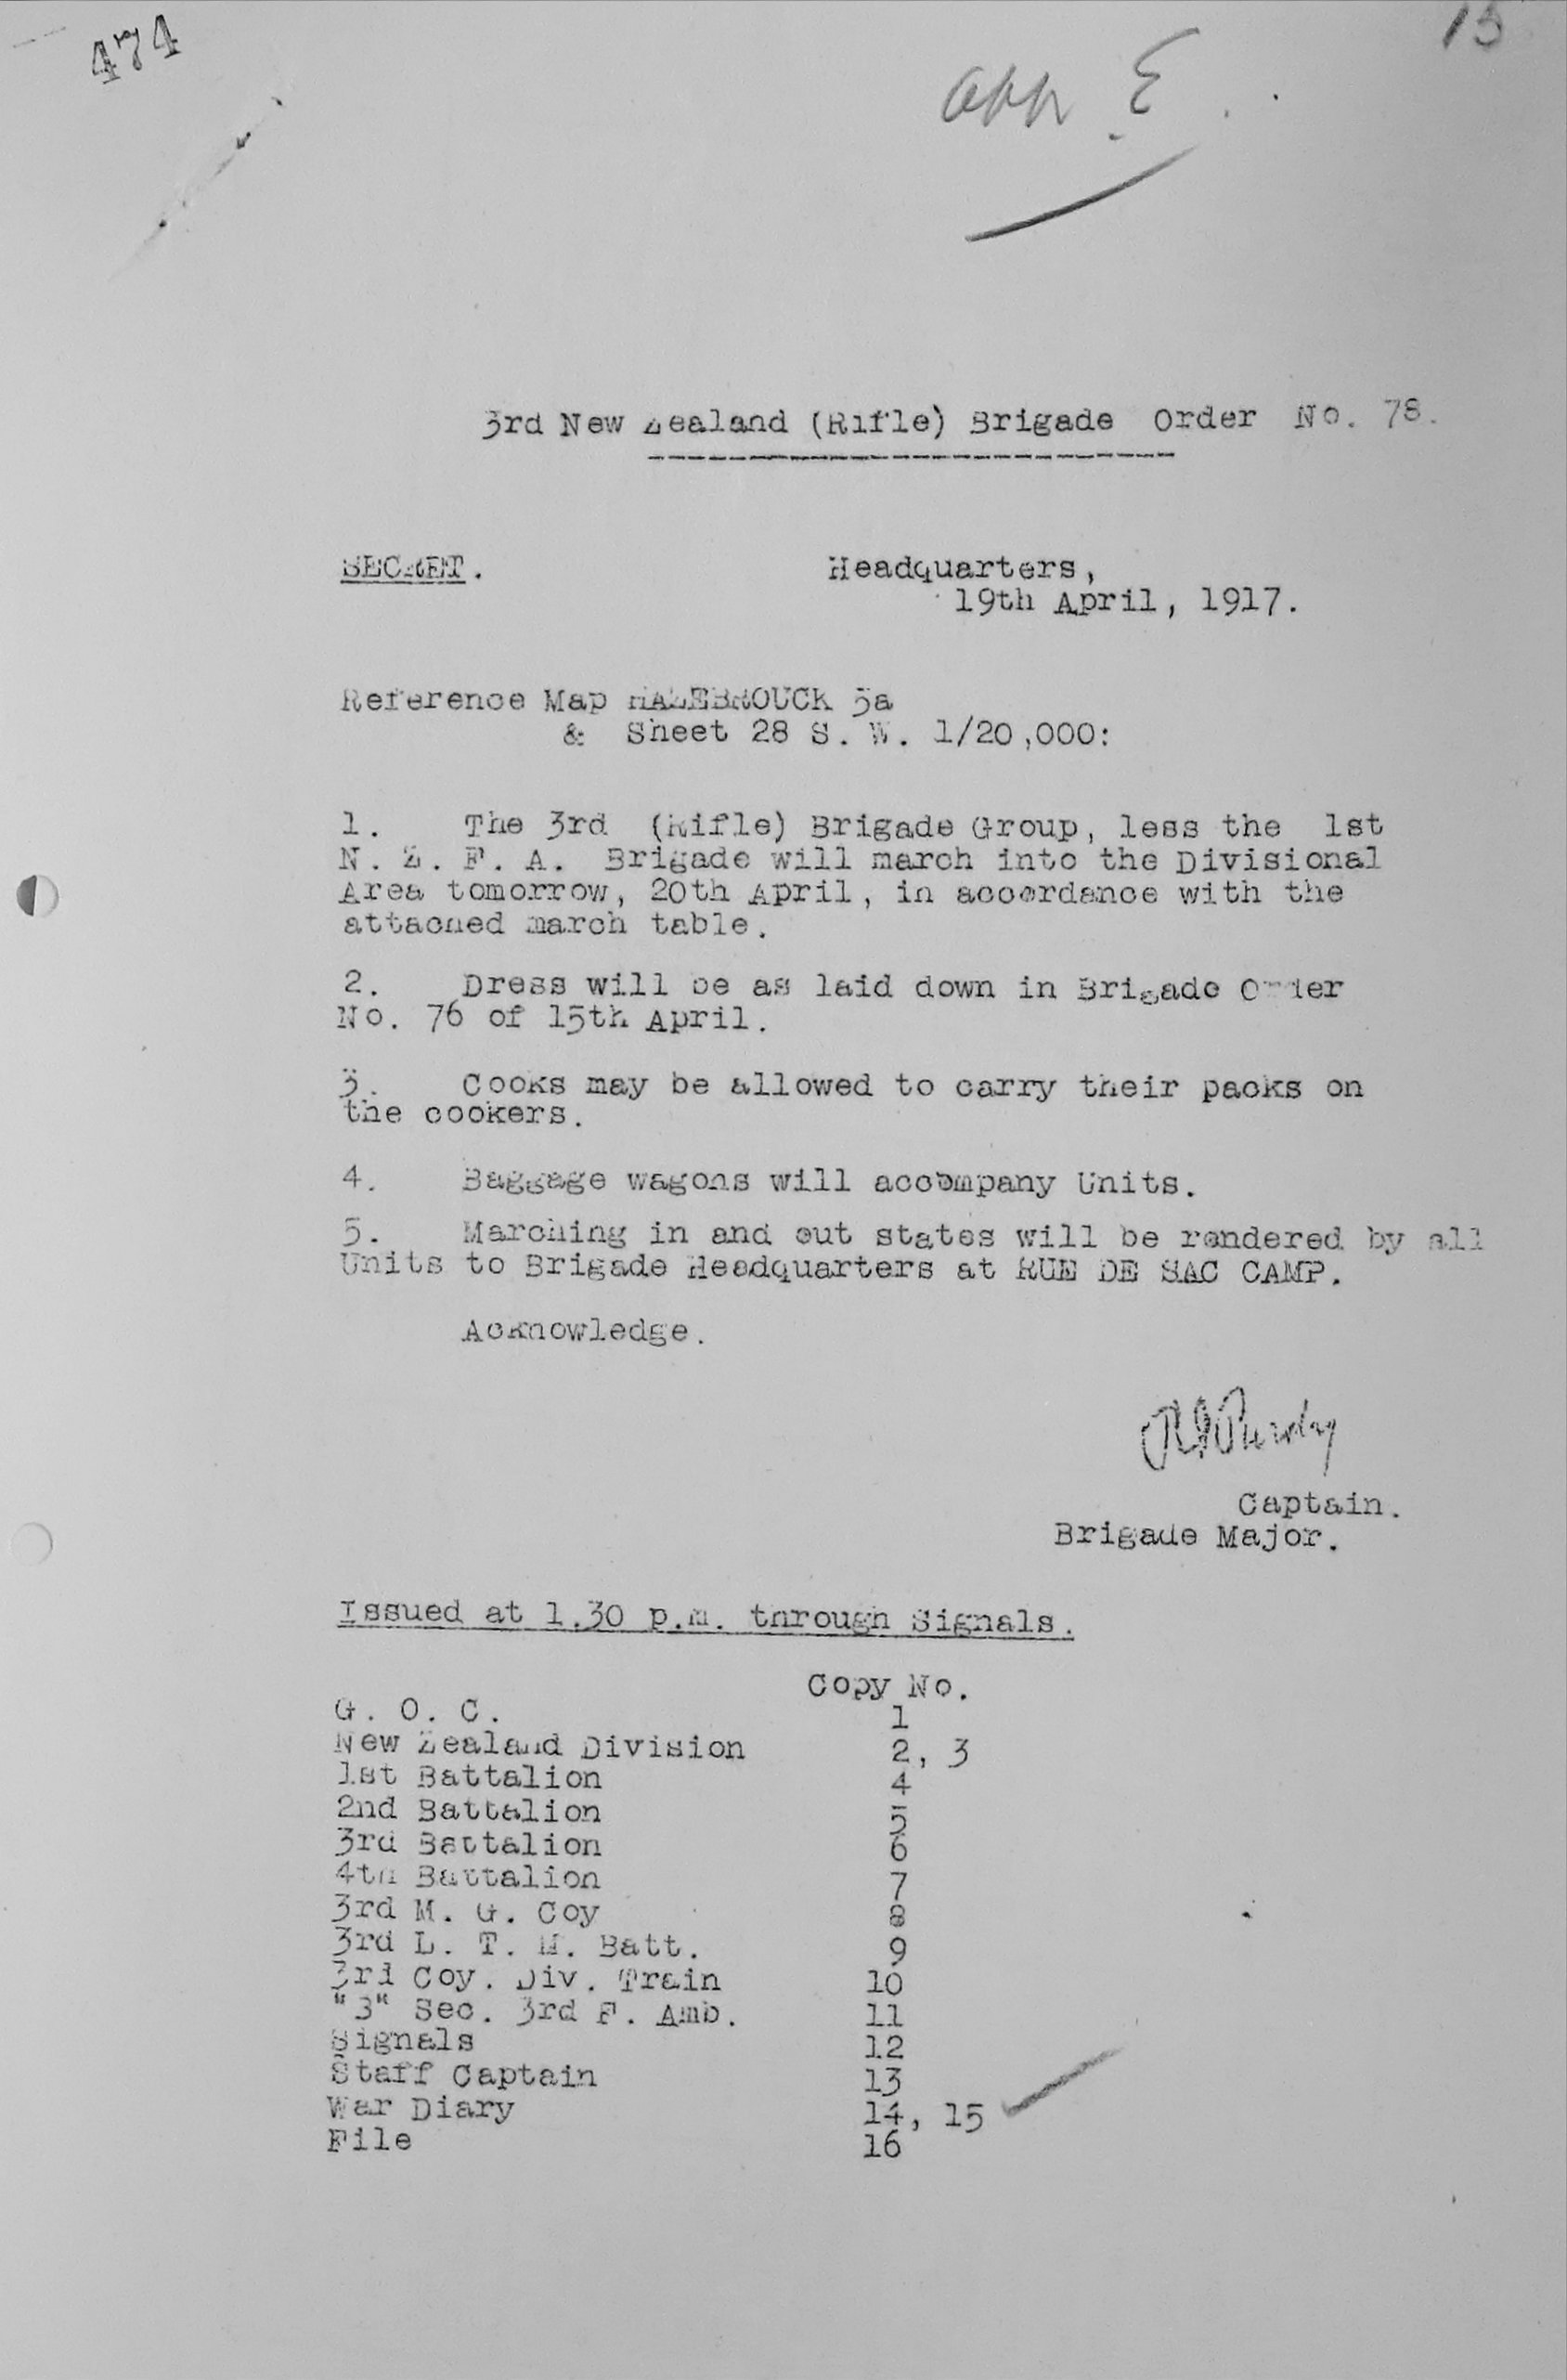 474
15
App. E.
3rd New Zealand (Rifle) Brigade Order No. 78.
SECRET.
Headquarters,
19th April, 1917.
Reference Map HAZEBROUCK 5a
& Sheet 28 S. W. 1/20,000:
1. The 3rd (Rifle) Brigade Group, less the 1st
N. Z. F. A. Brigade will march into the Divisional
Area tomorrow, 20th April, in accordance with the
attached march table.
2. Dress will be as laid down in Brigade Order
No. 76 of 15th April.
3. Cooks may be allowed to carry their packs on
the cookers.
4. Baggage wagons will accompany Units.
5. Marching in and out states will be rendered by all
Units to Brigade Headquarters at RUE DE SAC CAMP.
Acknowledge.
Captain.
Brigade Major.
Issued at 1.30 p.m. through Signals.
Copy No.
G. O. C. 1
New Zealand Division 2, 3
1st Battalion 4
2nd Battalion 5
3rd Battalion 6
4th Battalion 7
3rd M. G. Coy 8
3rd L. T. M. Batt. 9
3rd Coy. Div. Train 10
"3" Sec. 3rd F. Amb. 11
Signals 12
Staff Captain 13
War Diary 14, 15
File 16